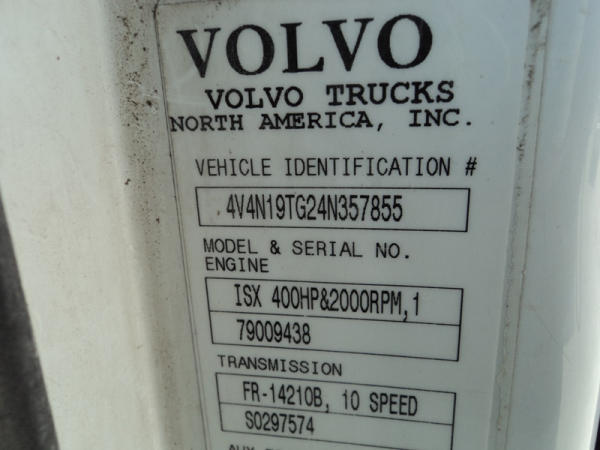 VOLVO
VOLVO TRUCKS
NORTH AMERICA, INC.
VEHICLE IDENTIFICATION #
4V4N19TG24N357855
MODEL & SERIAL NO.
ENGINE
ISX 400HP&2000RPM,1
79009438
TRANSMISSION
FR-14210B, 10 SPEED
S0297574